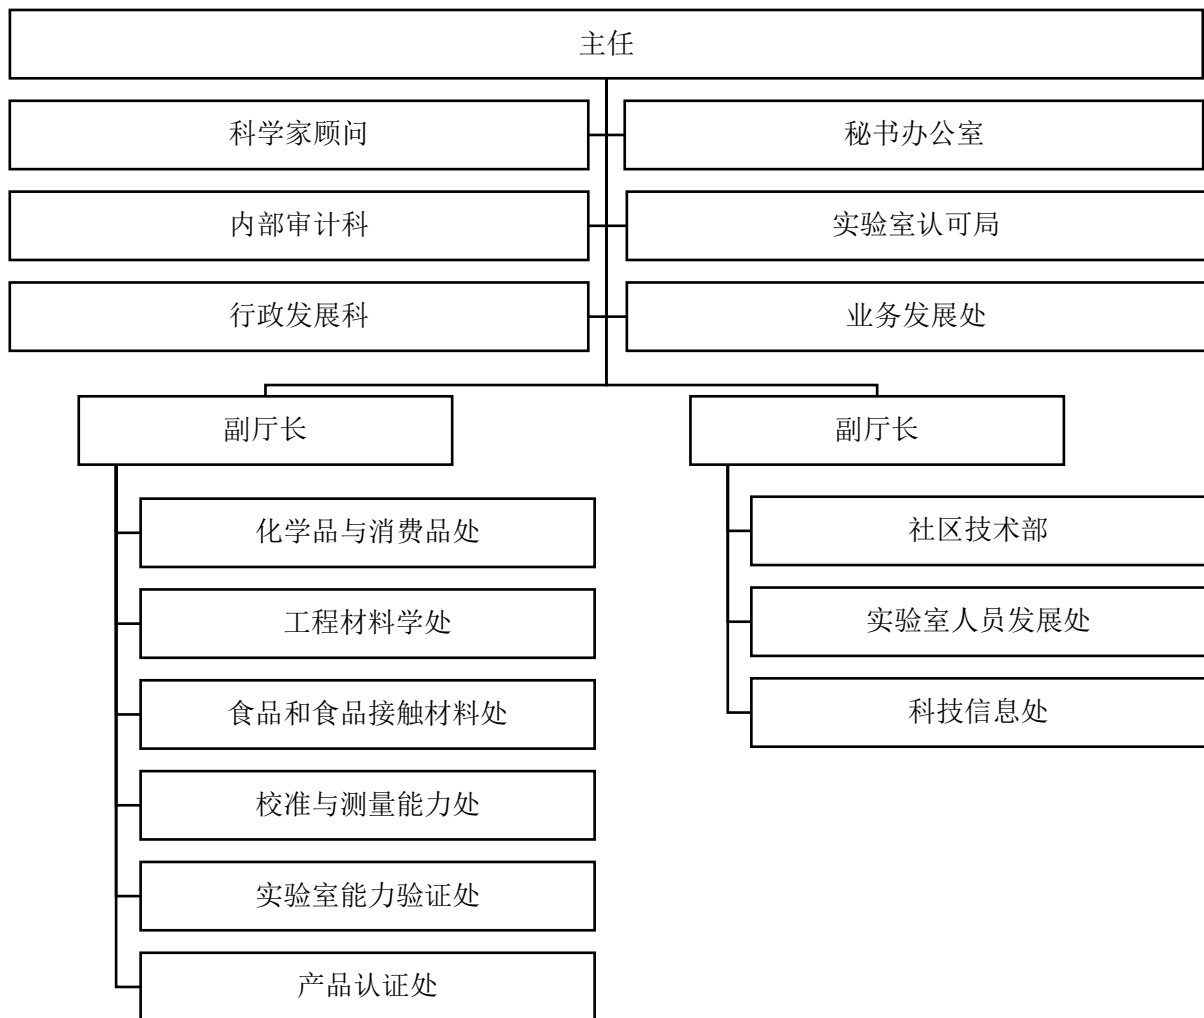 主任
科学家顾问
秘书办公室
内部审计科
实验室认可局
行政发展科
业务发展处
副厅长
副厅长
化学品与消费品处
社区技术部
工程材料学处
实验室人员发展处
食品和食品接触材料处
科技信息处
校准与测量能力处
实验室能力验证处
产品认证处